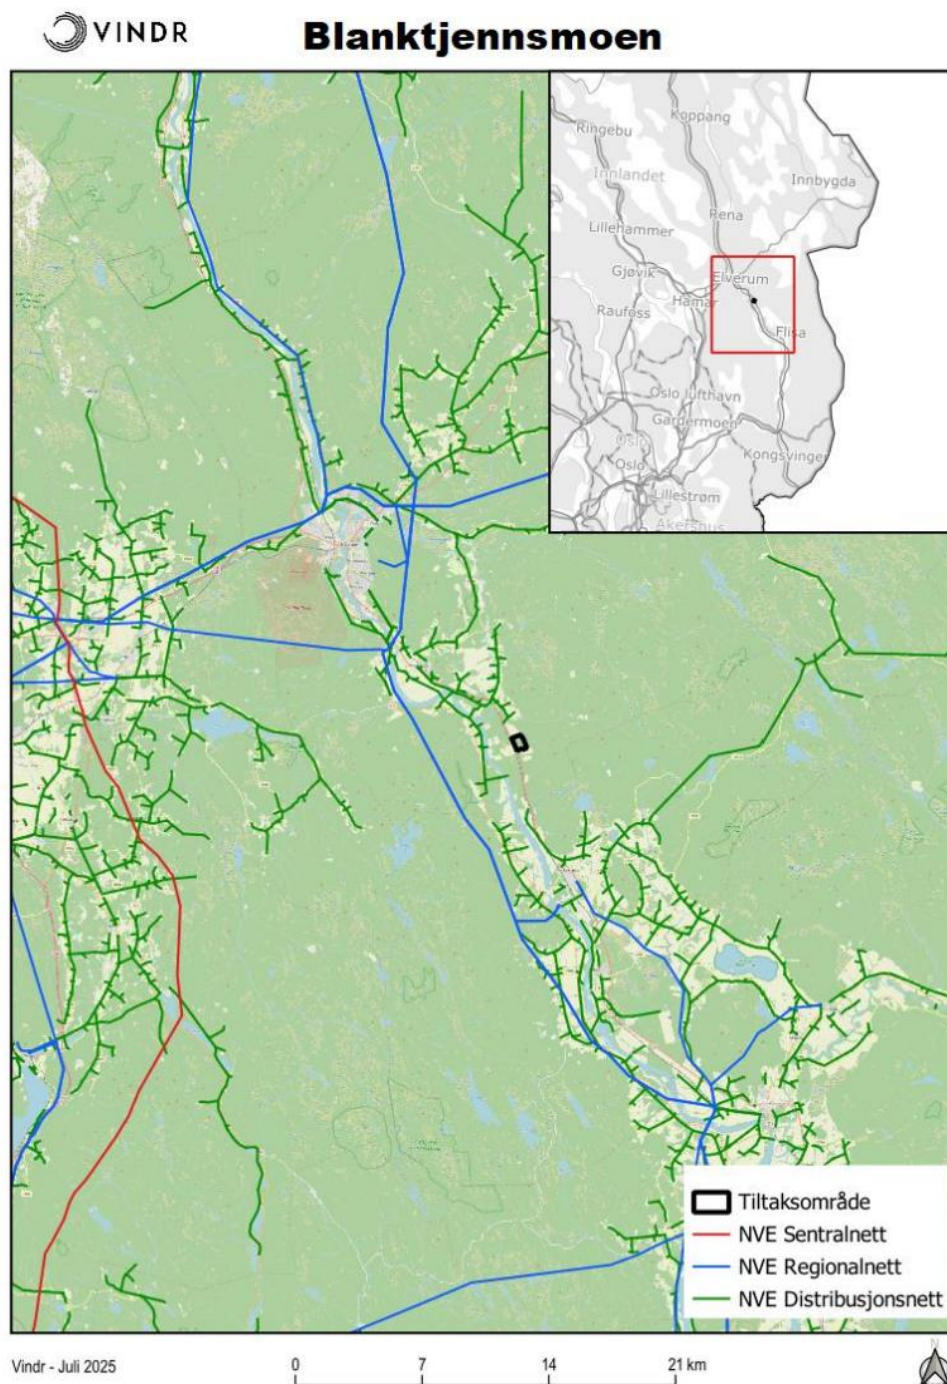 VINDR
Blanktjennsmoen
Koppang
Ringebu
Innlandet
Innbygda
Rena
Lillehammer
Gjøvik
Elverum
Hamar
Raufoss
Flisa
Oslo lufthavn
Gardermoen
Oslo
Kongsvinger
Oslo
Lillestrøm
Akershus
Tiltaksområde
NVE Sentralnett
NVE Regionalnett
NVE Distribusjonsnett
Vindr - Juli 2025
0 7 14 21 km
N